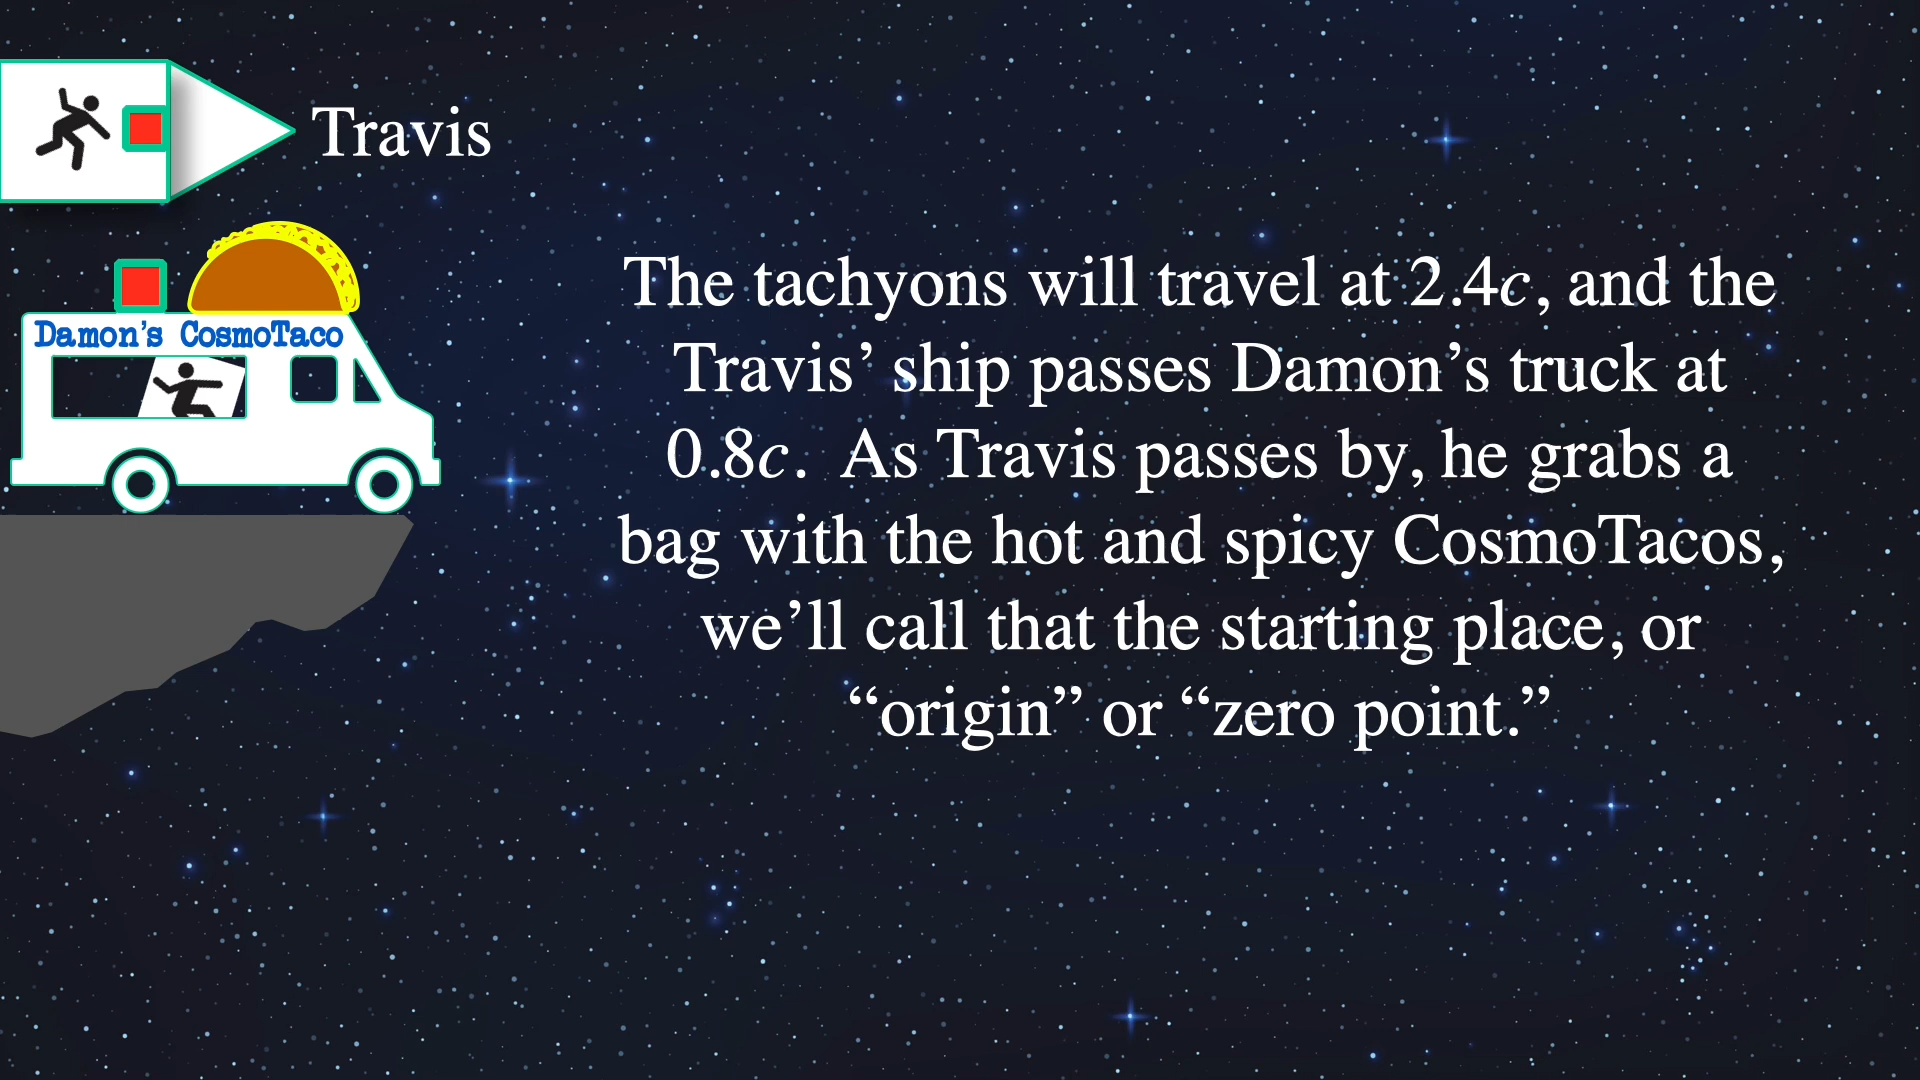 Travis
Damon's CosmoTaco
The tachyons will travel at 2.4c, and the
Travis’ ship passes Damon’s truck at
0.8c.  As Travis passes by, he grabs a
bag with the hot and spicy CosmoTacos,
we’ll call that the starting place, or
“origin” or “zero point.”